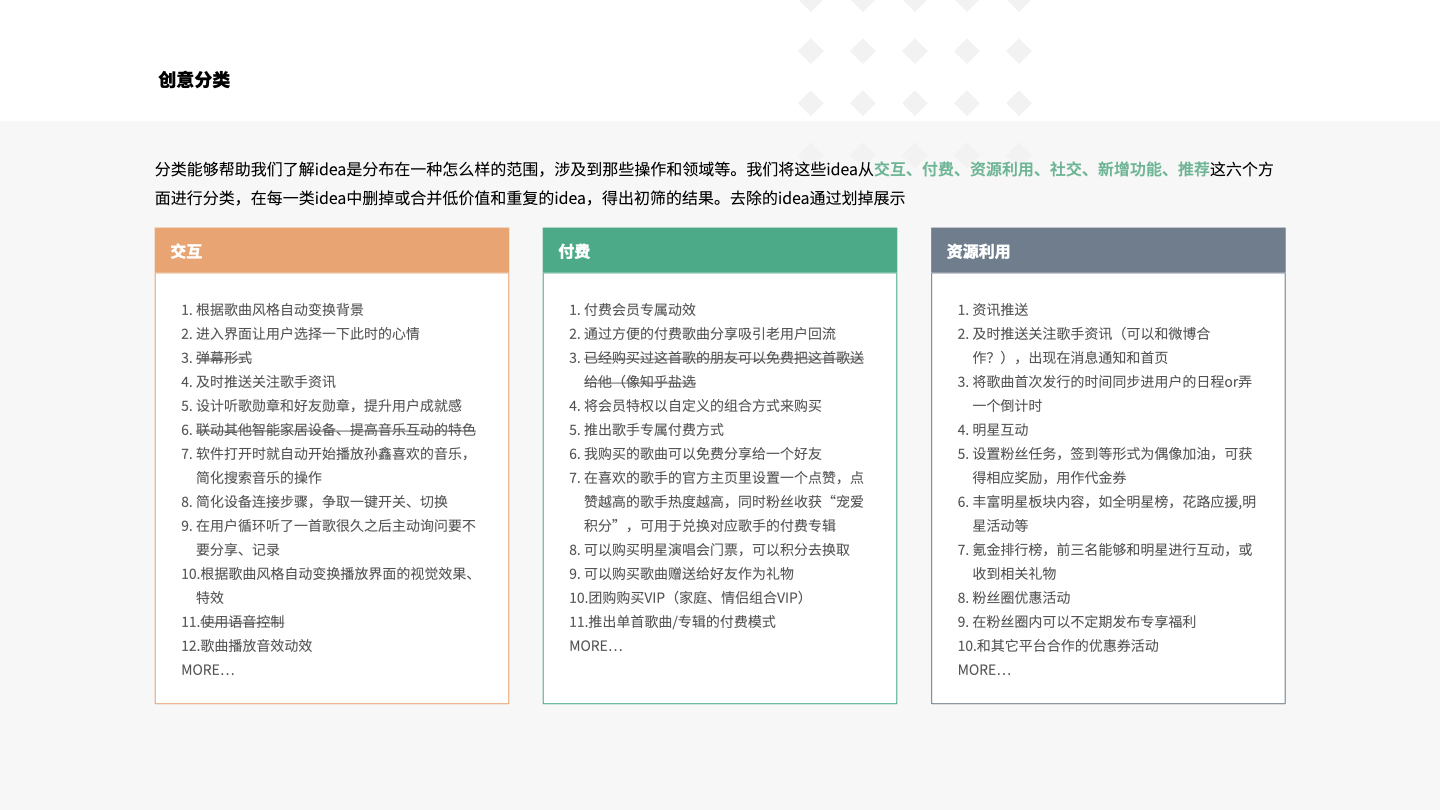 创意分类
分类能够帮助我们了解idea是分布在一种怎么样的范围，涉及到那些操作和领域等。我们将这些idea从交互、付费、资源利用、社交、新增功能、推荐这六个方
面进行分类，在每一类idea中删掉或合并低价值和重复的idea，得出初筛的结果。去除的idea通过划掉展示
交互
1. 根据歌曲风格自动变换背景
2. 进入界面让用户选择一下此时的心情
3. 弹幕形式
4. 及时推送关注歌手资讯
5. 设计听歌勋章和好友勋章，提升用户成就感
6. 联动其他智能家居设备、提高音乐互动的特色
7. 软件打开时就自动开始播放孙鑫喜欢的音乐，
简化搜索音乐的操作
8. 简化设备连接步骤，争取一键开关、切换
9. 在用户循环听了一首歌很久之后主动询问要不
要分享、记录
10.根据歌曲风格自动变换播放界面的视觉效果、
特效
11.使用语音控制
12.歌曲播放音效动效
MORE…
付费
1. 付费会员专属动效
2. 通过方便的付费歌曲分享吸引老用户回流
3. 已经购买过这首歌的朋友可以免费把这首歌送
给他（像知乎盐选
4. 将会员特权以自定义的组合方式来购买
5. 推出歌手专属付费方式
6. 我购买的歌曲可以免费分享给一个好友
7. 在喜欢的歌手的官方主页里设置一个点赞，点
赞越高的歌手热度越高，同时粉丝收获“宠爱
积分”，可用于兑换对应歌手的付费专辑
8. 可以购买明星演唱会门票，可以积分去换取
9. 可以购买歌曲赠送给好友作为礼物
10.团购购买VIP（家庭、情侣组合VIP）
11.推出单首歌曲/专辑的付费模式
MORE…
资源利用
1. 资讯推送
2. 及时推送关注歌手资讯（可以和微博合
作？），出现在消息通知和首页
3. 将歌曲首次发行的时间同步进用户的日程or弄
一个倒计时
4. 明星互动
5. 设置粉丝任务，签到等形式为偶像加油，可获
得相应奖励，用作代金券
6. 丰富明星板块内容，如全明星榜，花路应援,明
星活动等
7. 氪金排行榜，前三名能够和明星进行互动，或
收到相关礼物
8. 粉丝圈优惠活动
9. 在粉丝圈内可以不定期发布专享福利
10.和其它平台合作的优惠券活动
MORE…